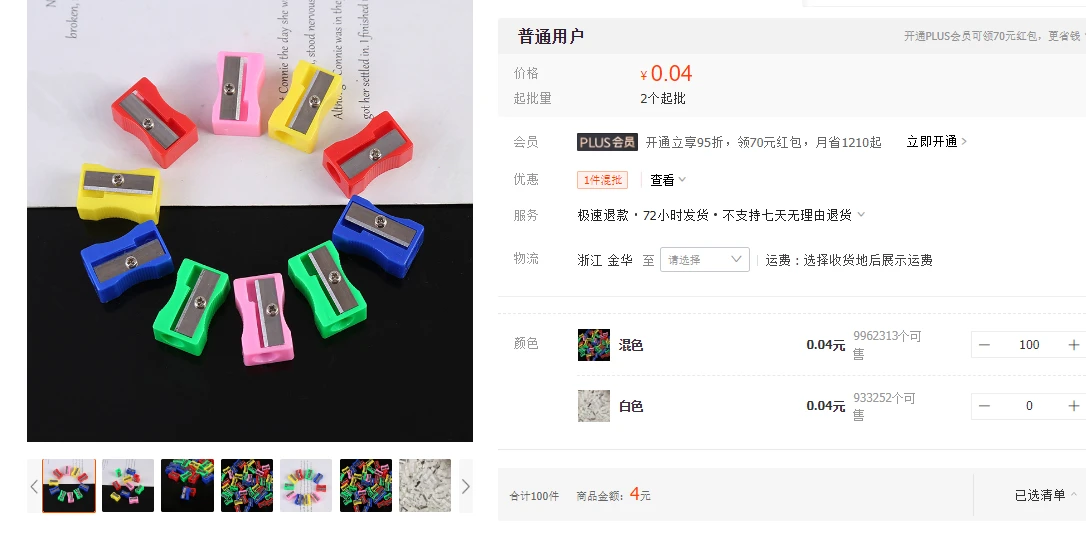 broken,
t Connie the day she w
stood nervous
Although Connie was in the
got her settled in. I finished
普通用户
开通PLUS会员可领70元红包，更省钱
价格
¥ 0.04
起批量
2个起批
会员
PLUS会员 开通立享95折，领70元红包，月省1210起 立即开通
优惠
1件混批 查看
服务
极速退款·72小时发货·不支持七天无理由退货
物流
浙江 金华 至 请选择 运费：选择收货地后展示运费
颜色
混色 0.04元 9962313个可售 — 100 +
白色 0.04元 933252个可售 — 0 +
合计100件 商品金额：4元 已选清单